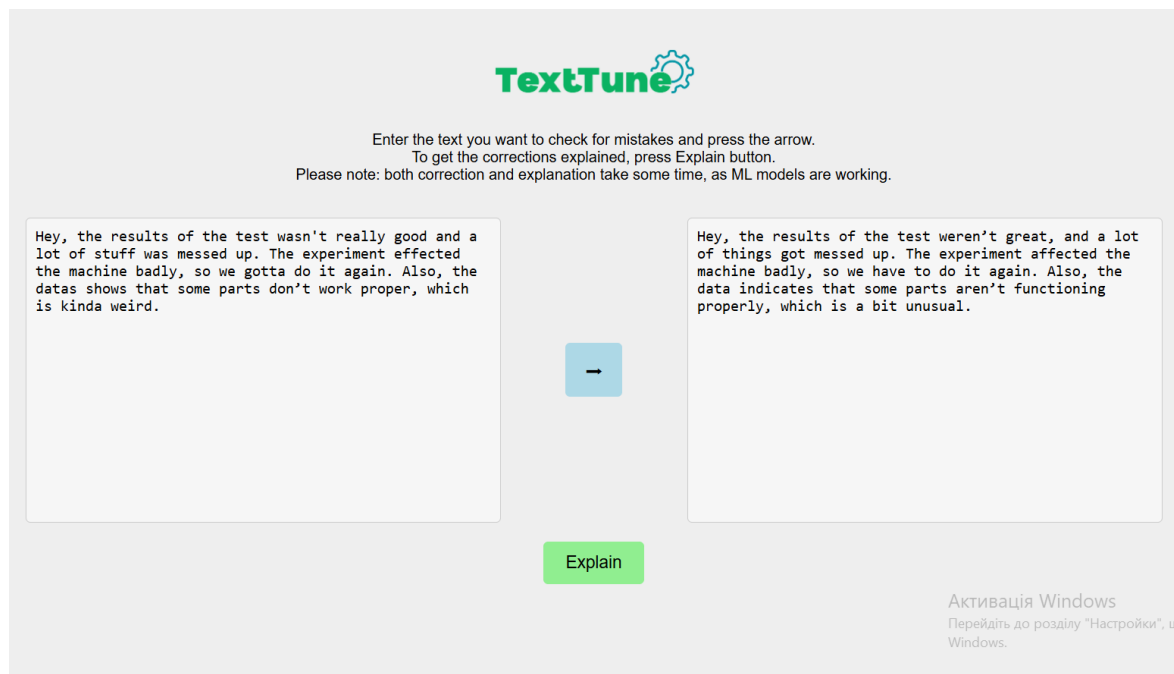 TextTune
Enter the text you want to check for mistakes and press the arrow.
To get the corrections explained, press Explain button.
Please note: both correction and explanation take some time, as ML models are working.
Hey, the results of the test wasn't really good and a
lot of stuff was messed up. The experiment effected
the machine badly, so we gotta do it again. Also, the
datas shows that some parts don’t work proper, which
is kinda weird.
Hey, the results of the test weren’t great, and a lot
of things got messed up. The experiment affected the
machine badly, so we have to do it again. Also, the
data indicates that some parts aren’t functioning
properly, which is a bit unusual.
➞
Explain
Активація Windows
Перейдіть до розділу "Настройки",
Windows.